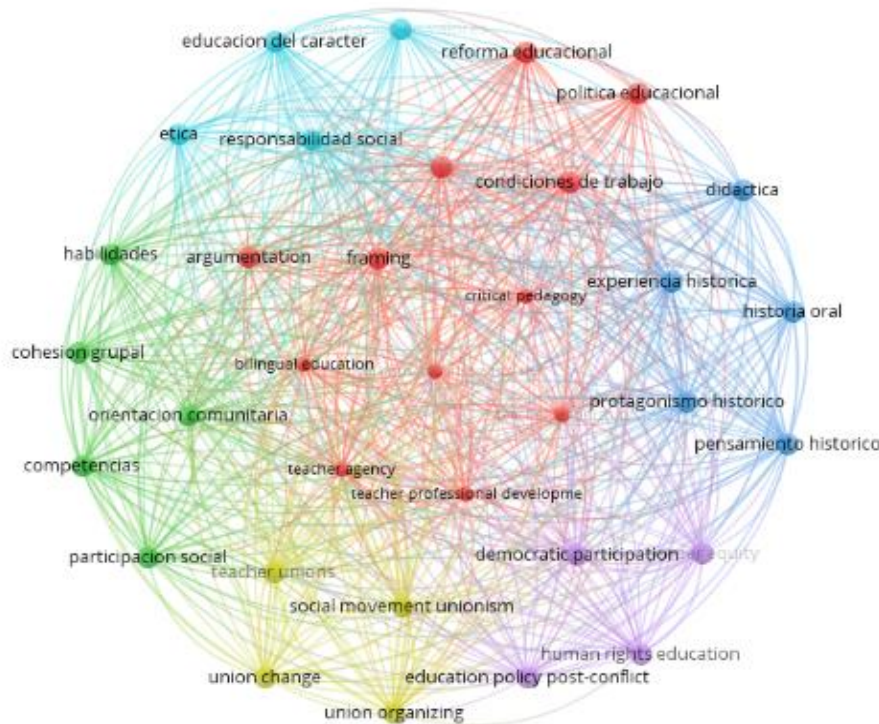 educacion del caracter
reforma educacional
politica educacional
etica
responsabilidad social
condiciones de trabajo
didactica
habilidades
argumentation
framing
experiencia historica
critical pedagogy
historia oral
cohesion grupal
bilingual education
orientacion comunitaria
protagonismo historico
pensamiento historico
competencias
teacher agency
teacher professional developme
participacion social
democratic participation
equity
teacher unions
social movement unionism
human rights education
union change
education policy post-conflict
union organizing